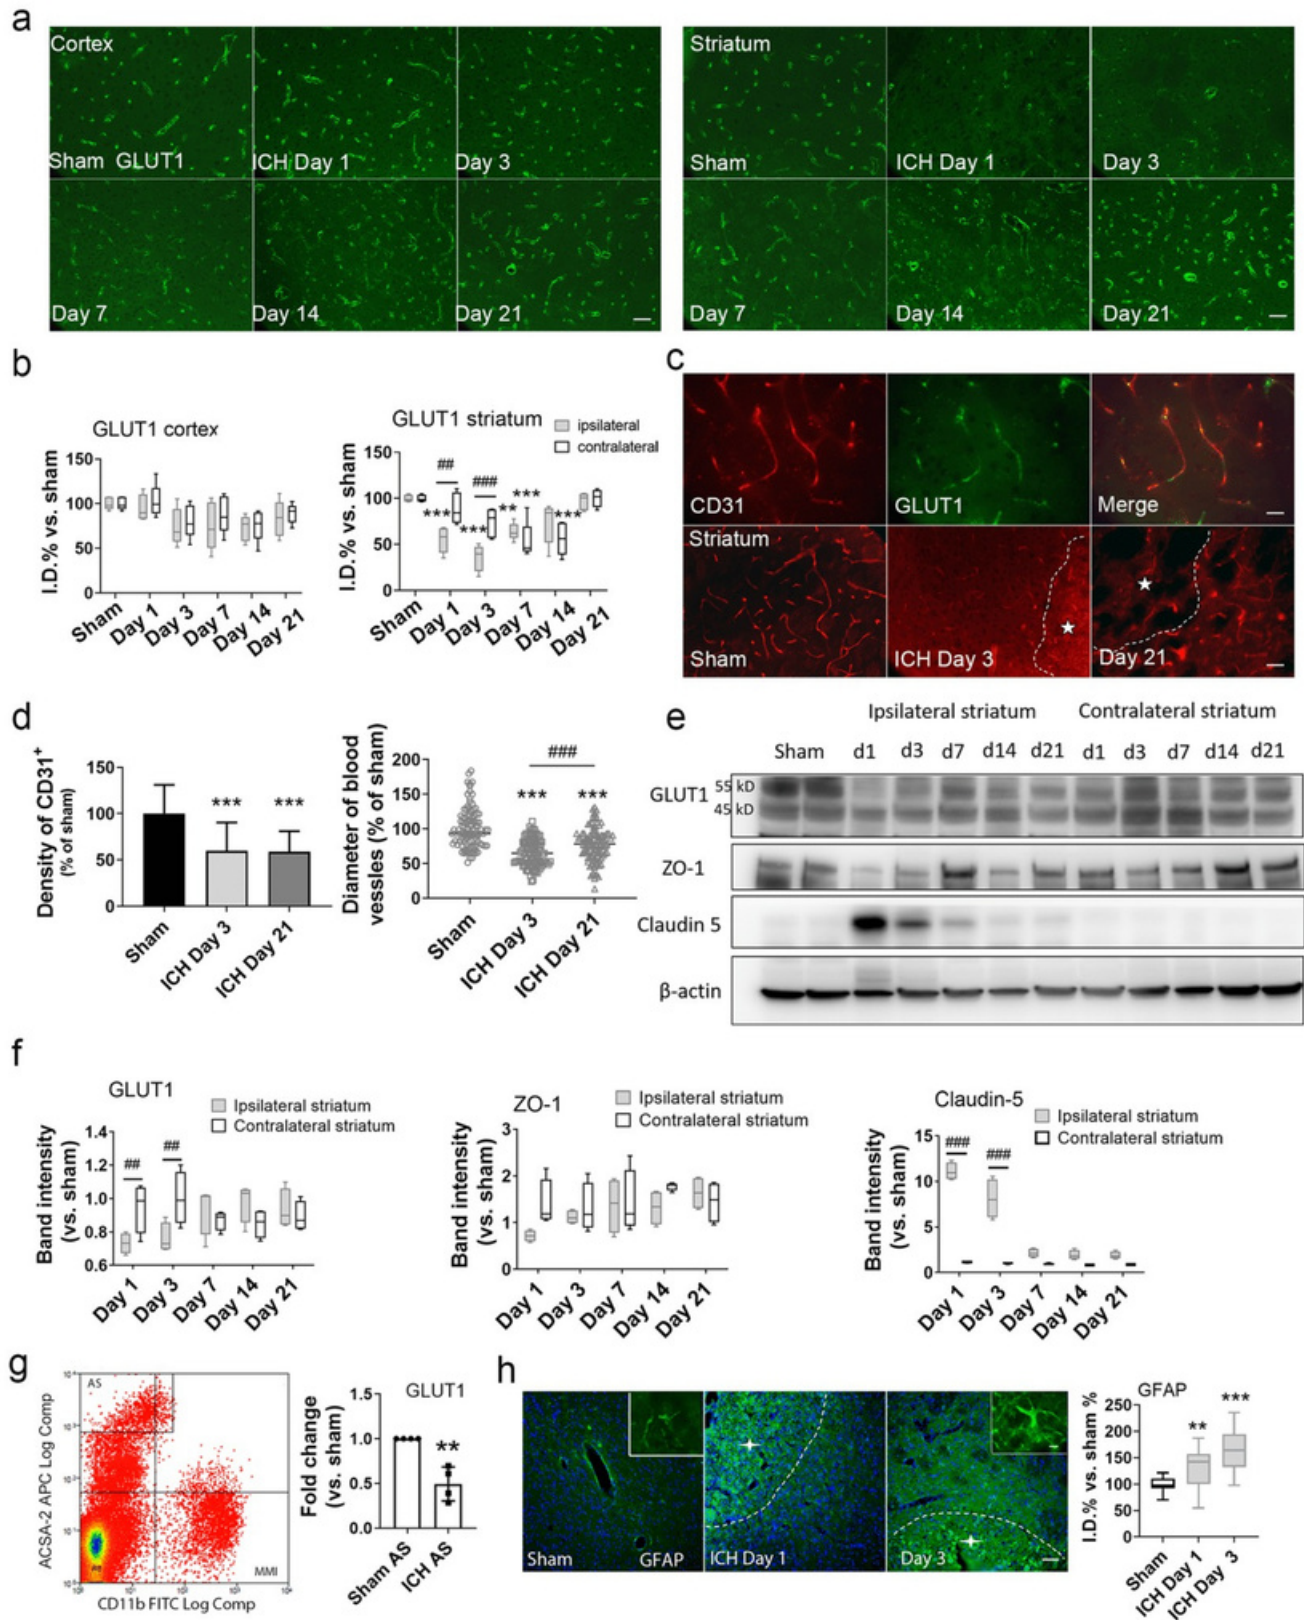 a
Cortex
Sham GLUT1
ICH Day 1
Day 3
Day 7
Day 14
Day 21
Striatum
Sham
ICH Day 1
Day 3
Day 7
Day 14
Day 21
b
GLUT1 cortex
I.D.% vs. sham
150
100
50
0
Sham
Day 1
Day 3
Day 7
Day 14
Day 21
GLUT1 striatum
ipsilateral
contralateral
I.D.% vs. sham
150
100
50
0
##
###
***
***
**
***
***
Sham
Day 1
Day 3
Day 7
Day 14
Day 21
c
CD31
GLUT1
Merge
Striatum
Sham
ICH Day 3
Day 21
d
Density of CD31+
(% of sham)
150
100
50
0
***
***
Sham
ICH Day 3
ICH Day 21
Diameter of blood
vessles (% of sham)
200
150
100
50
0
###
***
***
Sham
ICH Day 3
ICH Day 21
e
Ipsilateral striatum
Contralateral striatum
Sham d1 d3 d7 d14 d21 d1 d3 d7 d14 d21
GLUT1
55 kD
45 kD
ZO-1
Claudin 5
β-actin
f
GLUT1
Ipsilateral striatum
Contralateral striatum
Band intensity
(vs. sham)
1.4
1.2
1.0
0.8
0.6
##
##
Day 1
Day 3
Day 7
Day 14
Day 21
ZO-1
Ipsilateral striatum
Contralateral striatum
Band intensity
(vs. sham)
3
2
1
0
Day 1
Day 3
Day 7
Day 14
Day 21
Claudin-5
Ipsilateral striatum
Contralateral striatum
Band intensity
(vs. sham)
15
10
5
0
###
###
Day 1
Day 3
Day 7
Day 14
Day 21
g
ACSA-2 APC Log Comp
AS
MMI
CD11b FITC Log Comp
GLUT1
Fold change
(vs. sham)
1.5
1.0
0.5
0.0
**
Sham AS
ICH AS
h
Sham
GFAP
ICH Day 1
Day 3
GFAP
I.D.% vs. sham %
250
200
150
100
50
0
**
***
Sham
ICH Day 1
ICH Day 3